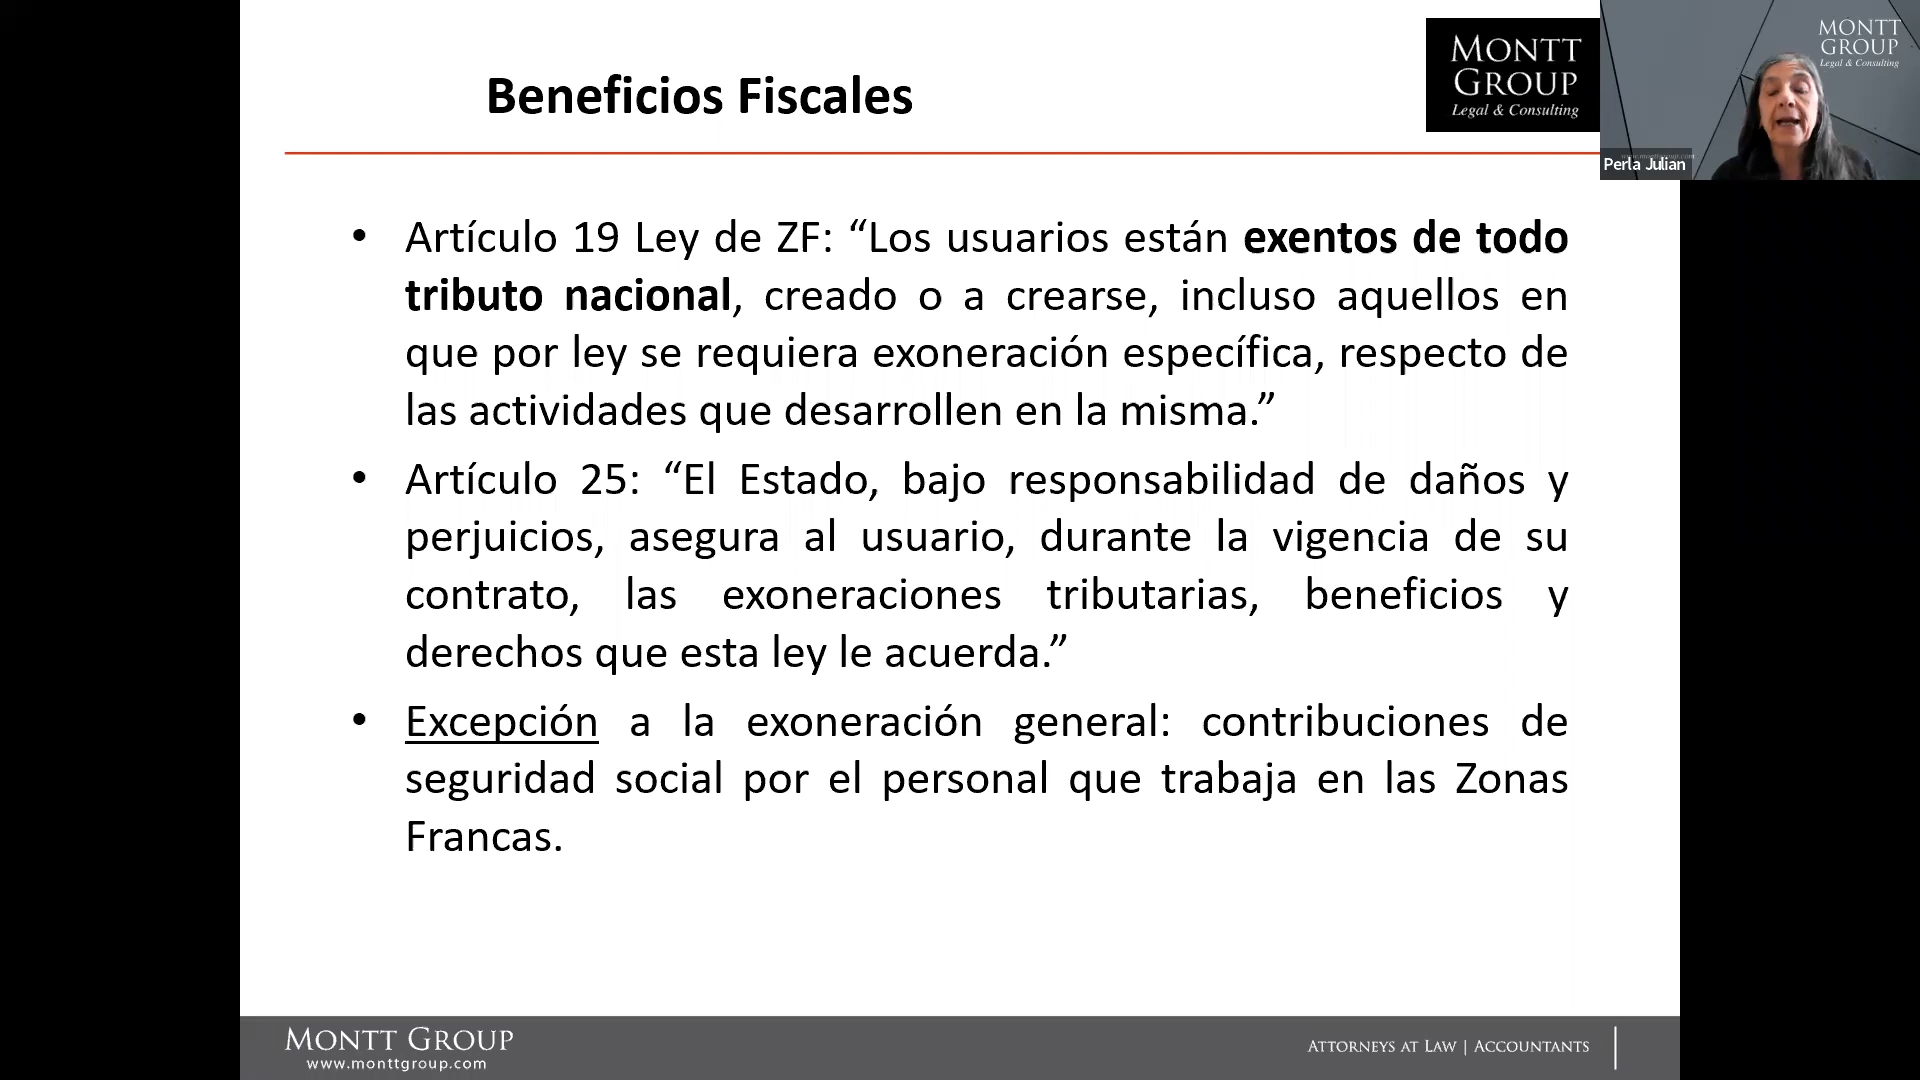 Beneficios Fiscales
MONTT
GROUP
Legal & Consulting
MONTT
GROUP
Legal & Consulting
Perla Julian
• Artículo 19 Ley de ZF: “Los usuarios están exentos de todo
tributo nacional, creado o a crearse, incluso aquellos en
que por ley se requiera exoneración específica, respecto de
las actividades que desarrollen en la misma.”
• Artículo 25: “El Estado, bajo responsabilidad de daños y
perjuicios, asegura al usuario, durante la vigencia de su
contrato, las exoneraciones tributarias, beneficios y
derechos que esta ley le acuerda.”
• Excepción a la exoneración general: contribuciones de
seguridad social por el personal que trabaja en las Zonas
Francas.
MONTT GROUP
www.monttgroup.com
ATTORNEYS AT LAW | ACCOUNTANTS